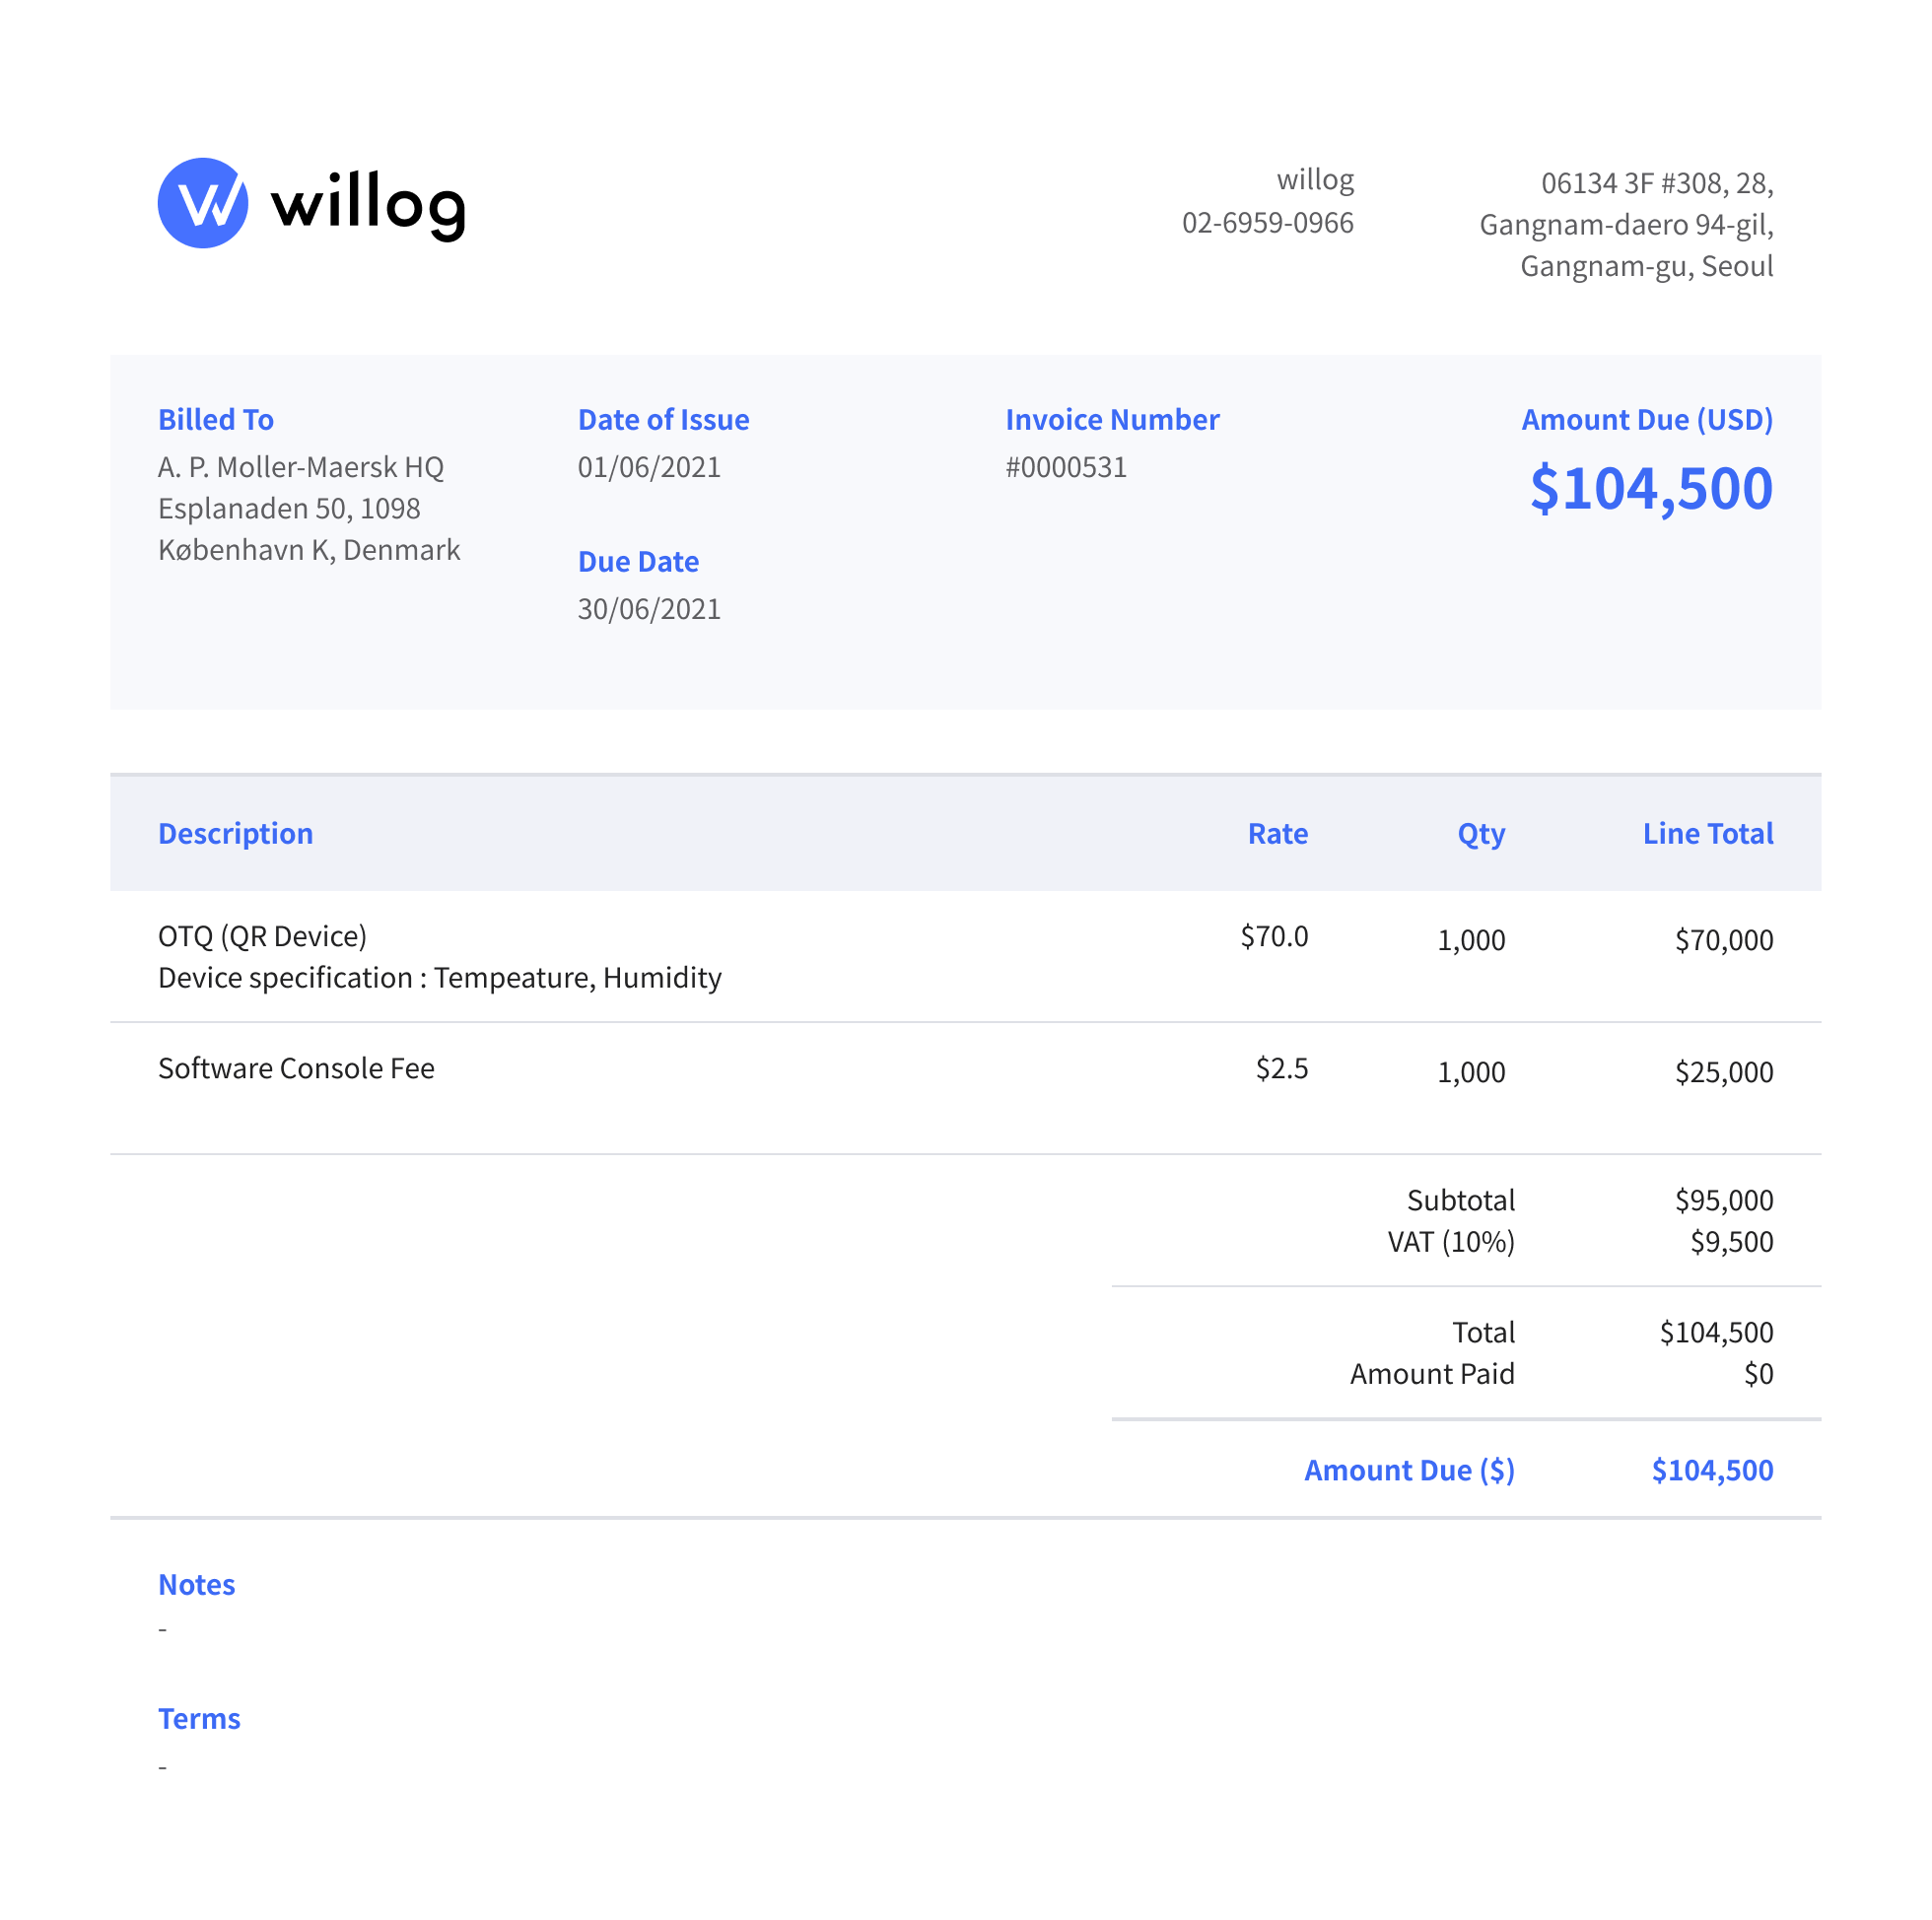 willog
willog
02-6959-0966
06134 3F #308, 28,
Gangnam-daero 94-gil,
Gangnam-gu, Seoul
Billed To
A. P. Moller-Maersk HQ
Esplanaden 50, 1098
København K, Denmark
Date of Issue
01/06/2021
Due Date
30/06/2021
Invoice Number
#0000531
Amount Due (USD)
$104,500
Description Rate Qty Line Total
OTQ (QR Device) $70.0 1,000 $70,000
Device specification : Tempeature, Humidity
Software Console Fee $2.5 1,000 $25,000
Subtotal $95,000
VAT (10%) $9,500
Total $104,500
Amount Paid $0
Amount Due ($) $104,500
Notes
-
Terms
-